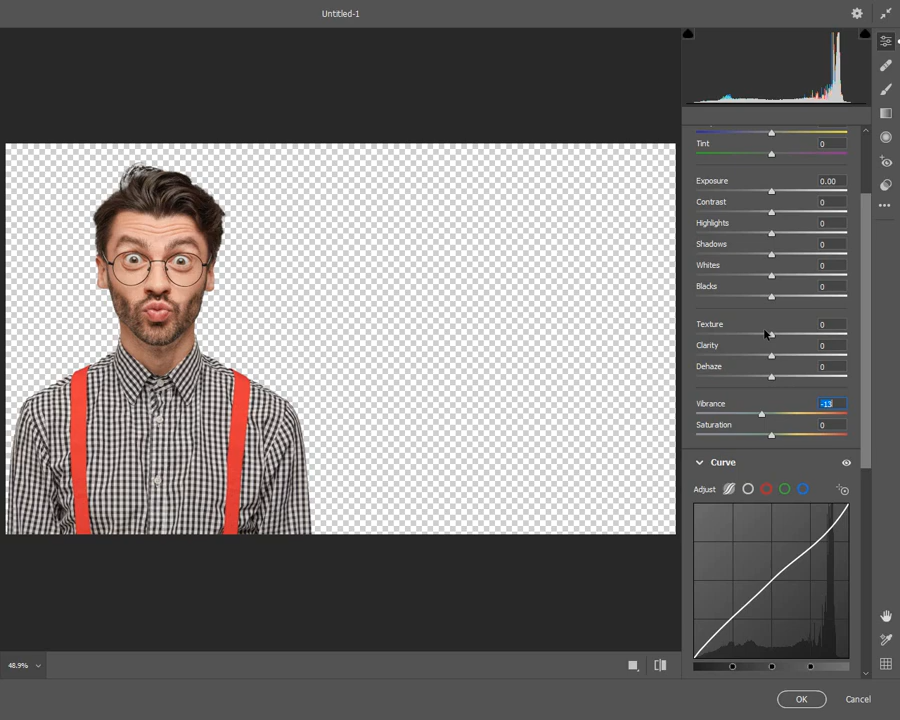 Untitled-1
Tint 0
Exposure 0.00
Contrast 0
Highlights 0
Shadows 0
Whites 0
Blacks 0
Texture 0
Clarity 0
Dehaze 0
Vibrance -13
Saturation 0
Curve
Adjust
48.9%
OK Cancel